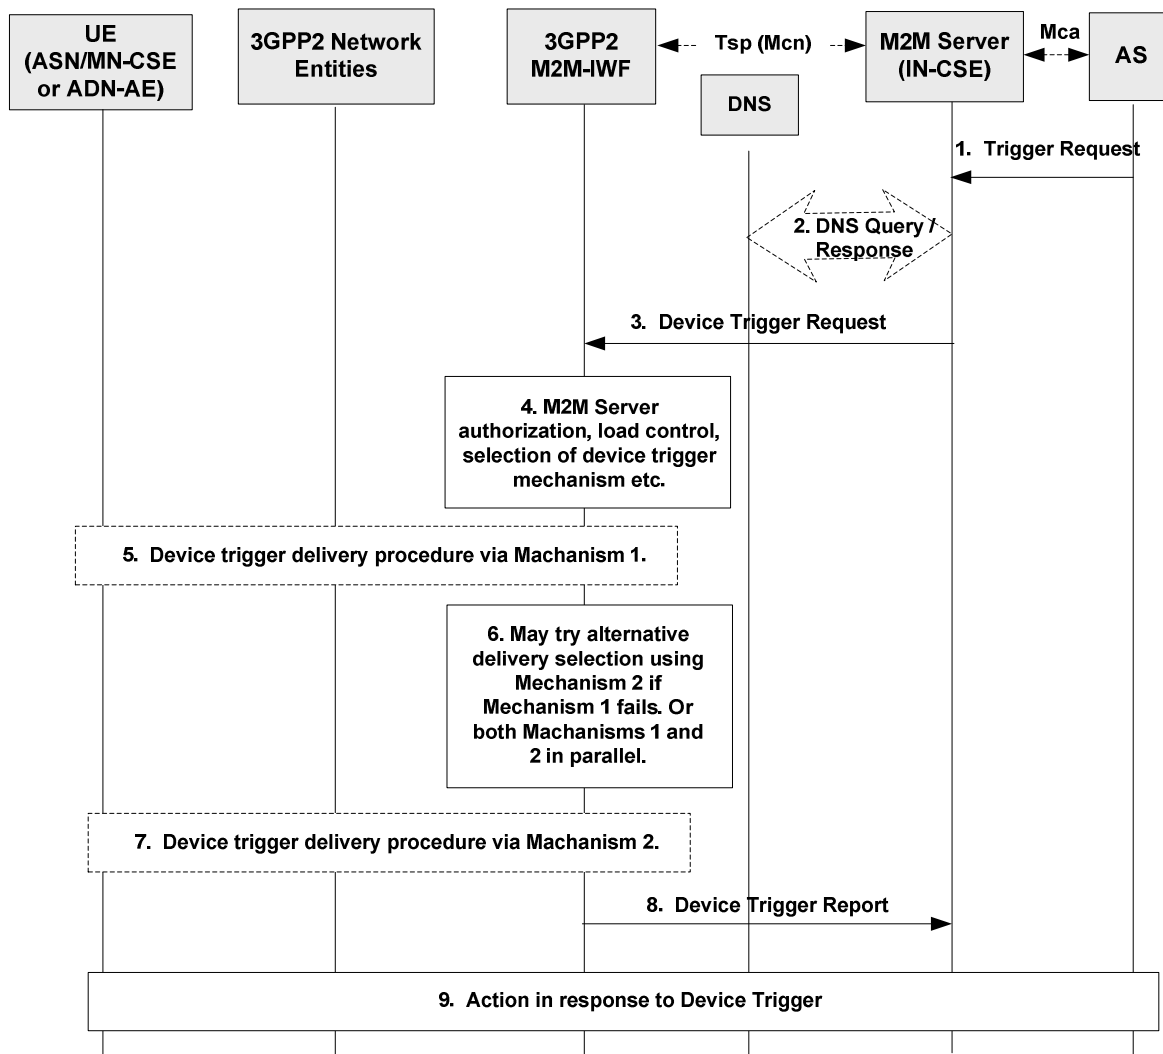 UE
(ASN/MN-CSE
or ADN-AE)
3GPP2 Network
Entities
3GPP2
M2M-IWF
Tsp (Mcn)
DNS
M2M Server
(IN-CSE)
Mca
AS
1. Trigger Request
2. DNS Query /
Response
3. Device Trigger Request
4. M2M Server
authorization, load control,
selection of device trigger
mechanism etc.
5. Device trigger delivery procedure via Machanism 1.
6. May try alternative
delivery selection using
Mechanism 2 if
Mechanism 1 fails. Or
both Machanisms 1 and
2 in parallel.
7. Device trigger delivery procedure via Machanism 2.
8. Device Trigger Report
9. Action in response to Device Trigger